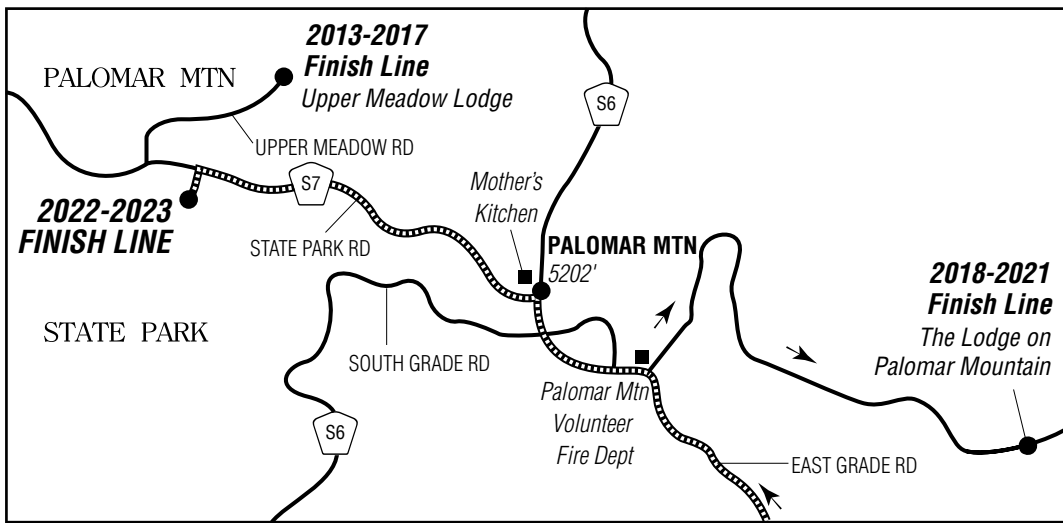 2013-2017
Finish Line
Upper Meadow Lodge
PALOMAR MTN
S6
UPPER MEADOW RD
S7
Mother's
Kitchen
2022-2023
FINISH LINE
STATE PARK RD
PALOMAR MTN
5202'
2018-2021
Finish Line
The Lodge on
Palomar Mountain
STATE PARK
SOUTH GRADE RD
Palomar Mtn
Volunteer
Fire Dept
S6
EAST GRADE RD